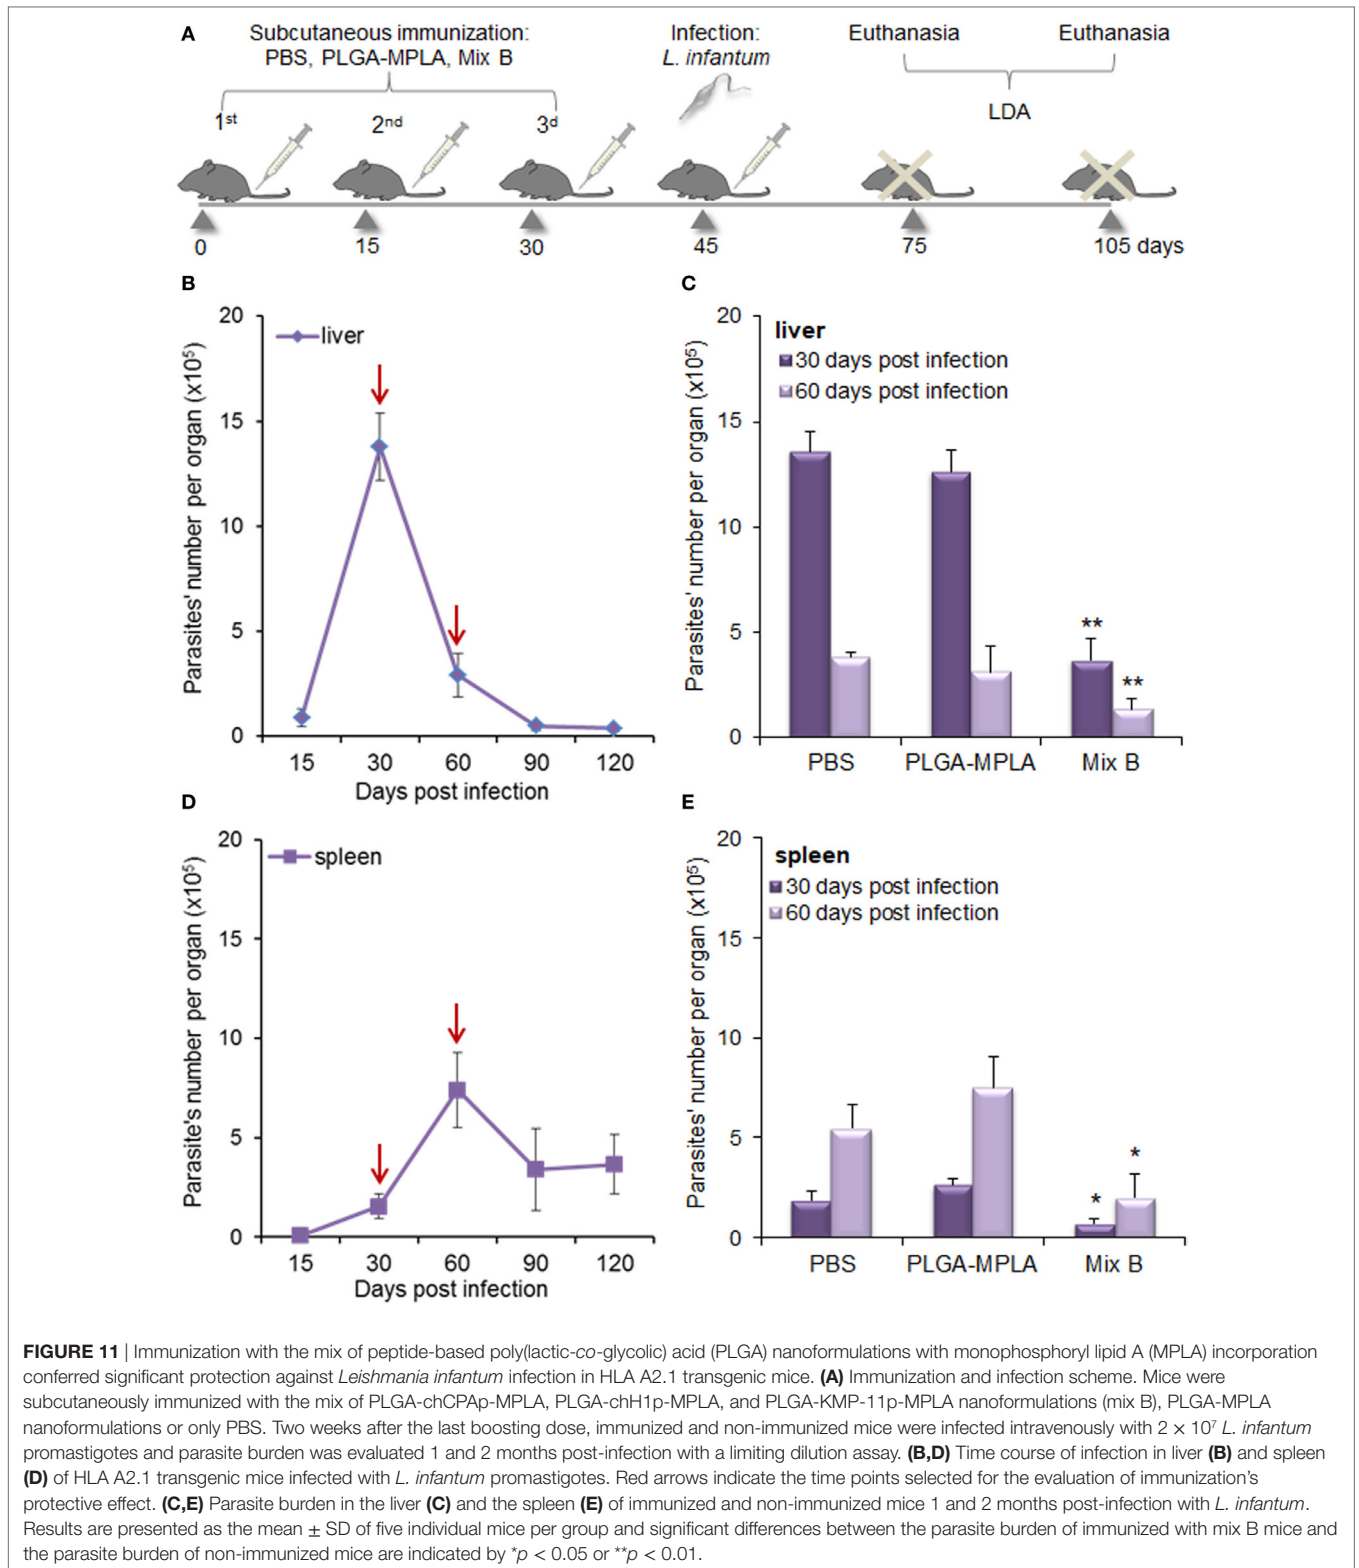 A
Subcutaneous immunization:
PBS, PLGA-MPLA, Mix B
Infection:
L. infantum
Euthanasia
Euthanasia
LDA
1st
2nd
3d
0
15
30
45
75
105 days
B
20
15
10
5
0
Parasites' number per organ (x10⁵)
liver
15
30
60
90
120
Days post infection
C
20
15
10
5
0
Parasites' number per organ (x10⁵)
liver
30 days post infection
60 days post infection
**
**
PBS
PLGA-MPLA
Mix B
D
20
15
10
5
0
Parasite's number per organ (x10⁵)
spleen
15
30
60
90
120
Days post infection
E
20
15
10
5
0
Parasites' number per organ (x10⁵)
spleen
30 days post infection
60 days post infection
*
*
PBS
PLGA-MPLA
Mix B
FIGURE 11 | Immunization with the mix of peptide-based poly(lactic-co-glycolic) acid (PLGA) nanoformulations with monophosphoryl lipid A (MPLA) incorporation
conferred significant protection against Leishmania infantum infection in HLA A2.1 transgenic mice. (A) Immunization and infection scheme. Mice were
subcutaneously immunized with the mix of PLGA-chCPAp-MPLA, PLGA-chH1p-MPLA, and PLGA-KMP-11p-MPLA nanoformulations (mix B), PLGA-MPLA
nanoformulations or only PBS. Two weeks after the last boosting dose, immunized and non-immunized mice were infected intravenously with 2 × 10⁷ L. infantum
promastigotes and parasite burden was evaluated 1 and 2 months post-infection with a limiting dilution assay. (B,D) Time course of infection in liver (B) and spleen
(D) of HLA A2.1 transgenic mice infected with L. infantum promastigotes. Red arrows indicate the time points selected for the evaluation of immunization's
protective effect. (C,E) Parasite burden in the liver (C) and the spleen (E) of immunized and non-immunized mice 1 and 2 months post-infection with L. infantum.
Results are presented as the mean ± SD of five individual mice per group and significant differences between the parasite burden of immunized with mix B mice and
the parasite burden of non-immunized mice are indicated by *p < 0.05 or **p < 0.01.